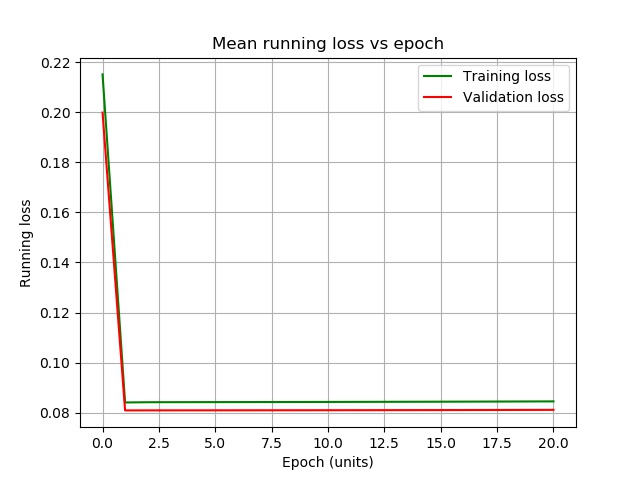 Mean running loss vs epoch
Training loss
Validation loss
0.22
0.20
0.18
0.16
0.14
0.12
0.10
0.08
Running loss
0.0 2.5 5.0 7.5 10.0 12.5 15.0 17.5 20.0
Epoch (units)